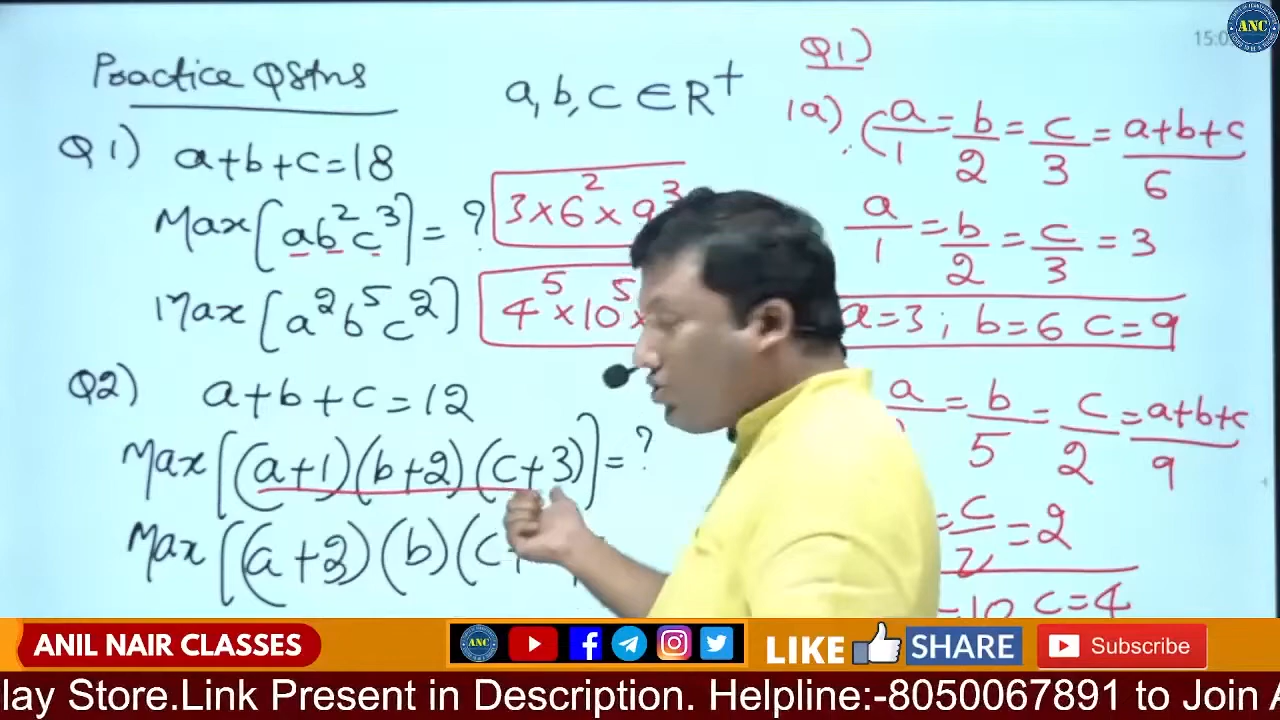 Practice QStns
a, b, c ∈ R⁺
Q1) a+b+c=18
Max[ab²c³] = ?
3×6²×9³
Max[a²b⁵c²]
4⁵×10⁵×
Q2) a+b+c=12
Max[(a+1)(b+2)(c+3)] = ?
Max[(a+3)(b)(c+
Q1)
1a) a/1 = b/2 = c/3 = a+b+c/6
a/1 = b/2 = c/3 = 3
a=3 ; b=6 c=9
a = b/5 = c/2 = a+b+c/9
= c/2 = 2
=10 c=4
15:0
ANC
ANIL NAIR CLASSES
ANC
LIKE SHARE
Subscribe
lay Store.Link Present in Description. Helpline:-8050067891 to Join A